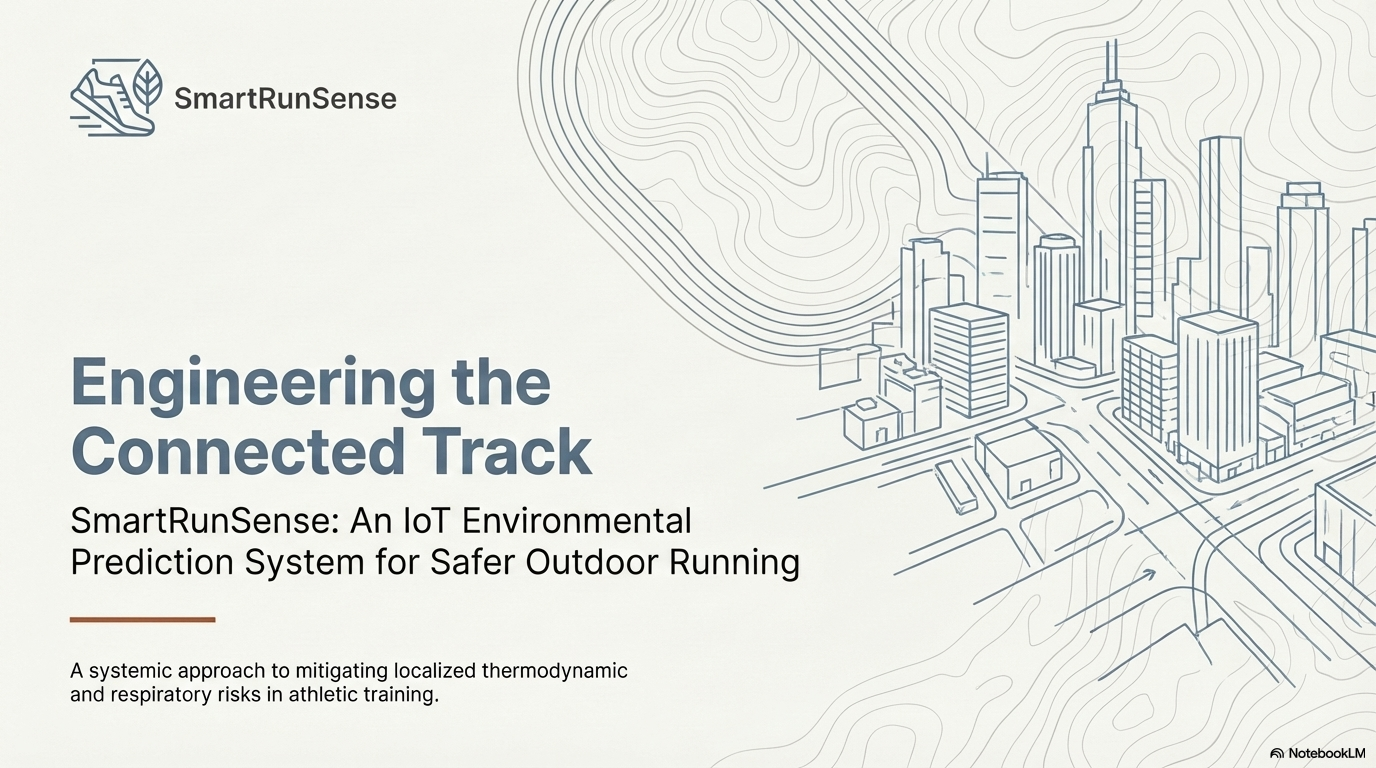 SmartRunSense
Engineering the
Connected Track
SmartRunSense: An IoT Environmental
Prediction System for Safer Outdoor Running
A systemic approach to mitigating localized thermodynamic
and respiratory risks in athletic training.
NotebookLM